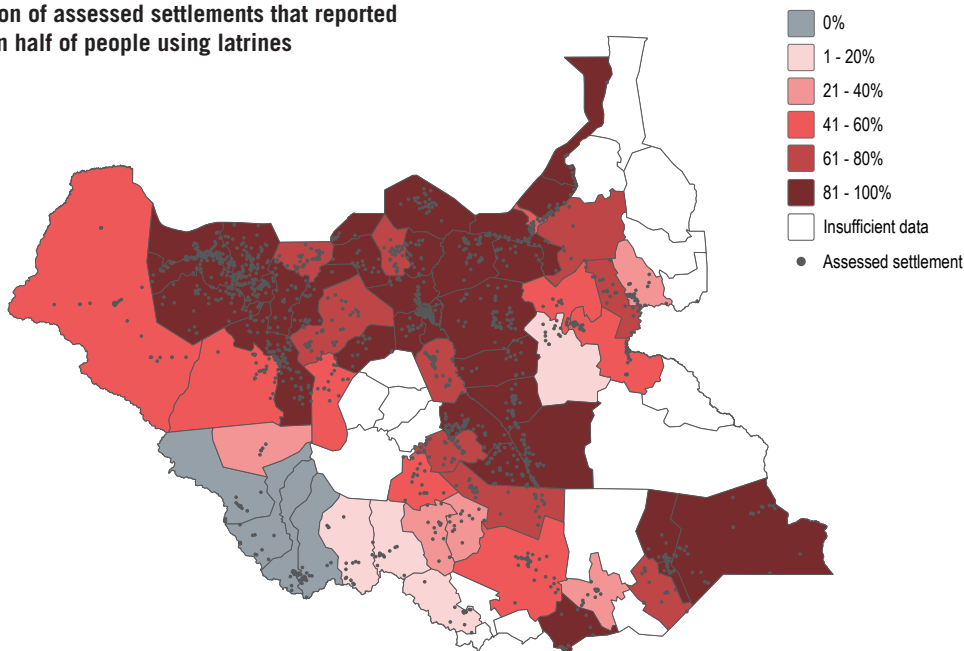 of assessed settlements that reported
half of people using latrines
0%
1 - 20%
21 - 40%
41 - 60%
61 - 80%
81 - 100%
Insufficient data
Assessed settlement